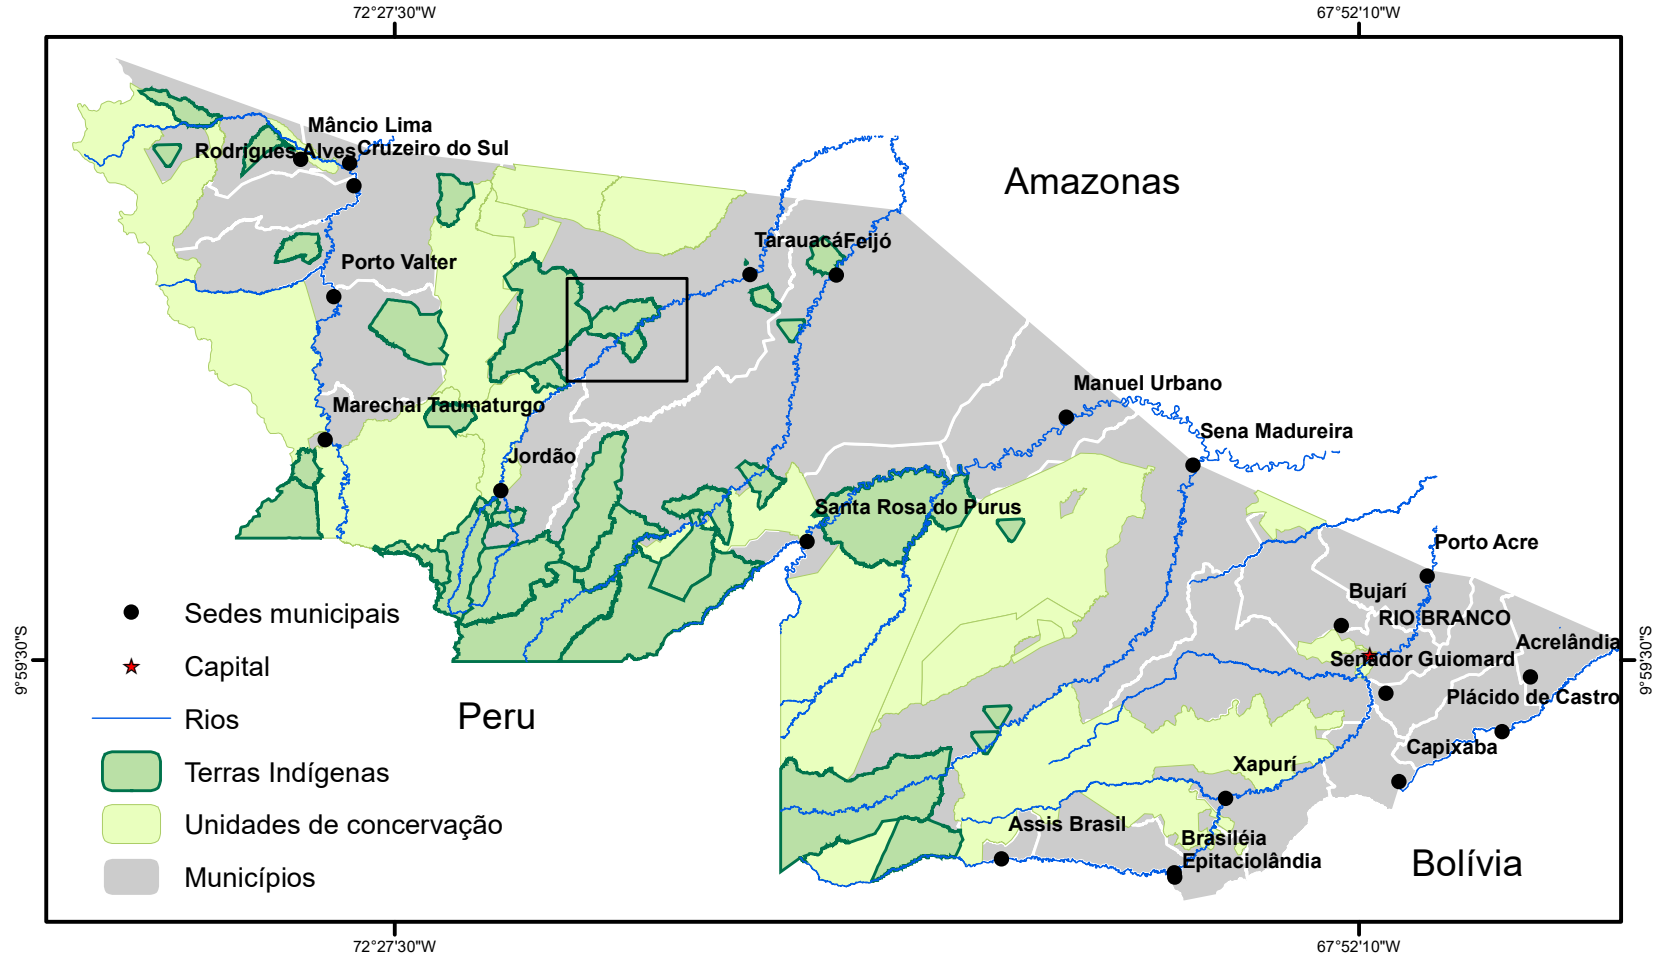 72°27'30"W
67°52'10"W
Mâncio Lima
Rodrigues Alves
Cruzeiro do Sul
Amazonas
Tarauacá
Feijó
Porto Valter
Manuel Urbano
Marechal Taumaturgo
Sena Madureira
Jordão
Santa Rosa do Purus
Porto Acre
Bujarí
RIO BRANCO
Acrelândia
Senador Guiomard
Plácido de Castro
Capixaba
Xapurí
Assis Brasil
Brasiléia
Epitaciolândia
Peru
Bolívia
Sedes municipais
Capital
Rios
Terras Indígenas
Unidades de concervação
Municípios
9°59'30"S
9°59'30"S
72°27'30"W
67°52'10"W